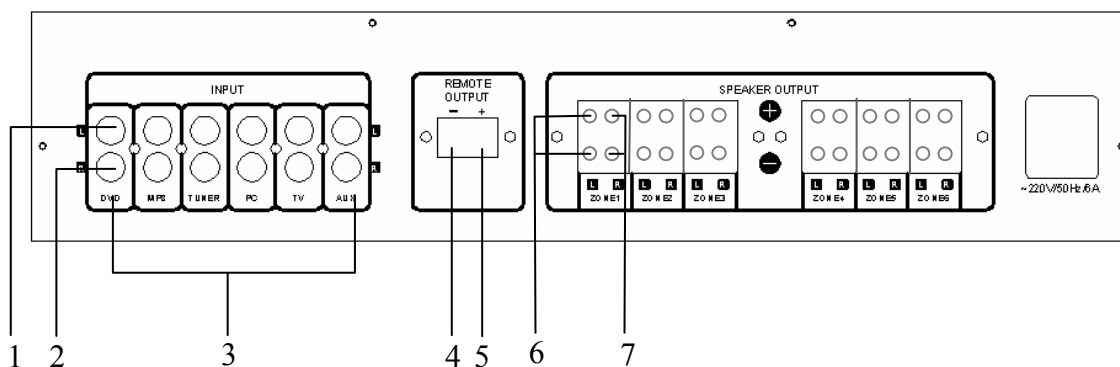 INPUT
REMOTE
OUTPUT
- +
SPEAKER OUTPUT
+
-
L L
R R
DVD MP3 TUNER PC TV AUX
L R L R L R L R L R L R
ZONE1 ZONE2 ZONE3 ZONE4 ZONE5 ZONE6
~220V/50Hz/6A
1 2 3 4 5 6 7